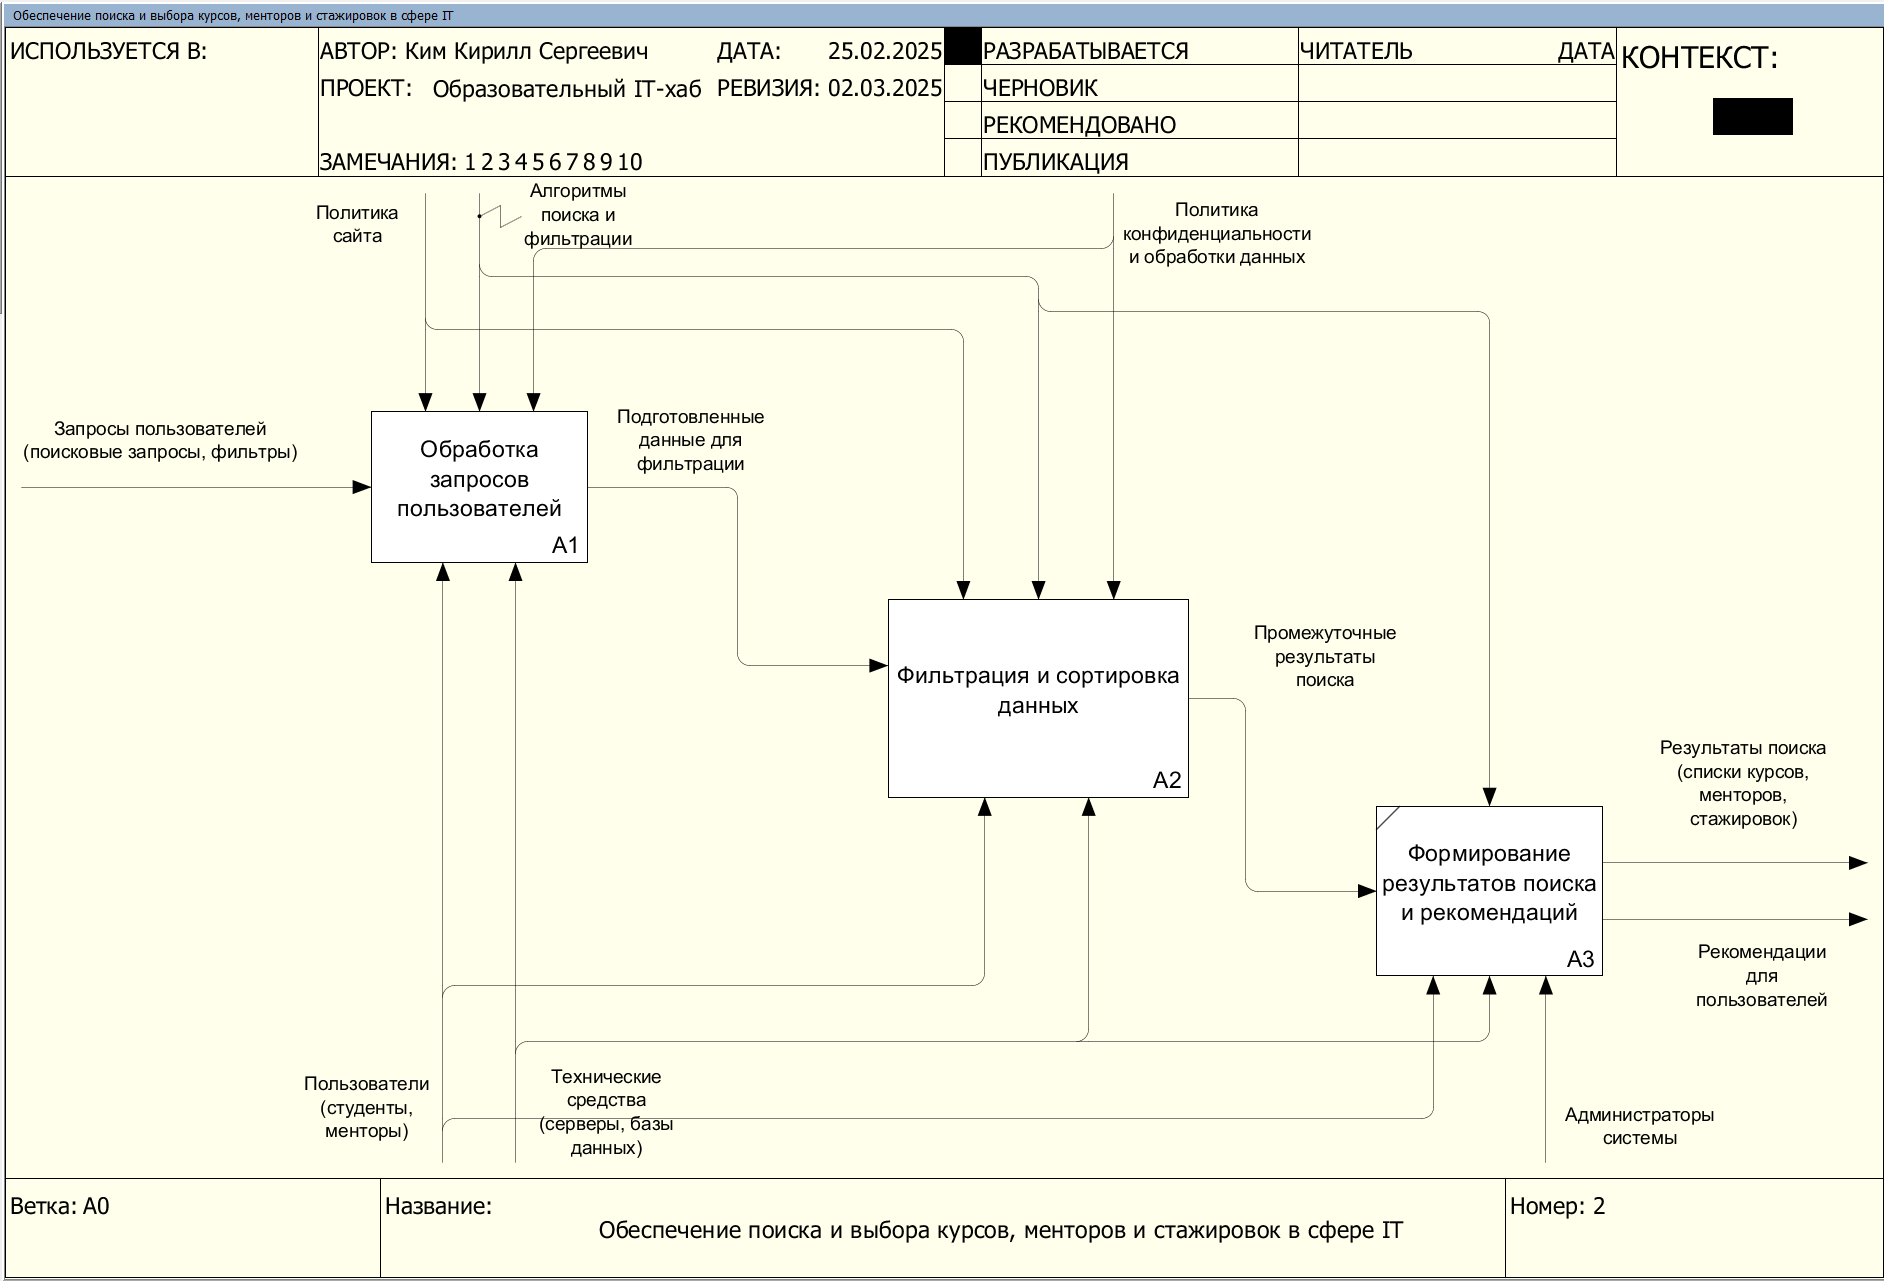 Обеспечение поиска и выбора курсов, менторов и стажировок в сфере IT
ИСПОЛЬЗУЕТСЯ В:
АВТОР: Ким Кирилл Сергеевич
ДАТА: 25.02.2025
ПРОЕКТ: Образовательный IT-хаб
РЕВИЗИЯ: 02.03.2025
ЗАМЕЧАНИЯ: 1 2 3 4 5 6 7 8 9 10
РАЗРАБАТЫВАЕТСЯ
ЧЕРНОВИК
РЕКОМЕНДОВАНО
ПУБЛИКАЦИЯ
ЧИТАТЕЛЬ ДАТА
КОНТЕКСТ:
Политика
сайта
Алгоритмы
поиска и
фильтрации
Политика
конфиденциальности
и обработки данных
Запросы пользователей
(поисковые запросы, фильтры)
Обработка
запросов
пользователей
A1
Подготовленные
данные для
фильтрации
Фильтрация и сортировка
данных
A2
Промежуточные
результаты
поиска
Формирование
результатов поиска
и рекомендаций
A3
Результаты поиска
(списки курсов,
менторов,
стажировок)
Рекомендации
для
пользователей
Пользователи
(студенты,
менторы)
Технические
средства
(серверы, базы
данных)
Администраторы
системы
Ветка: A0
Название:
Обеспечение поиска и выбора курсов, менторов и стажировок в сфере IT
Номер: 2